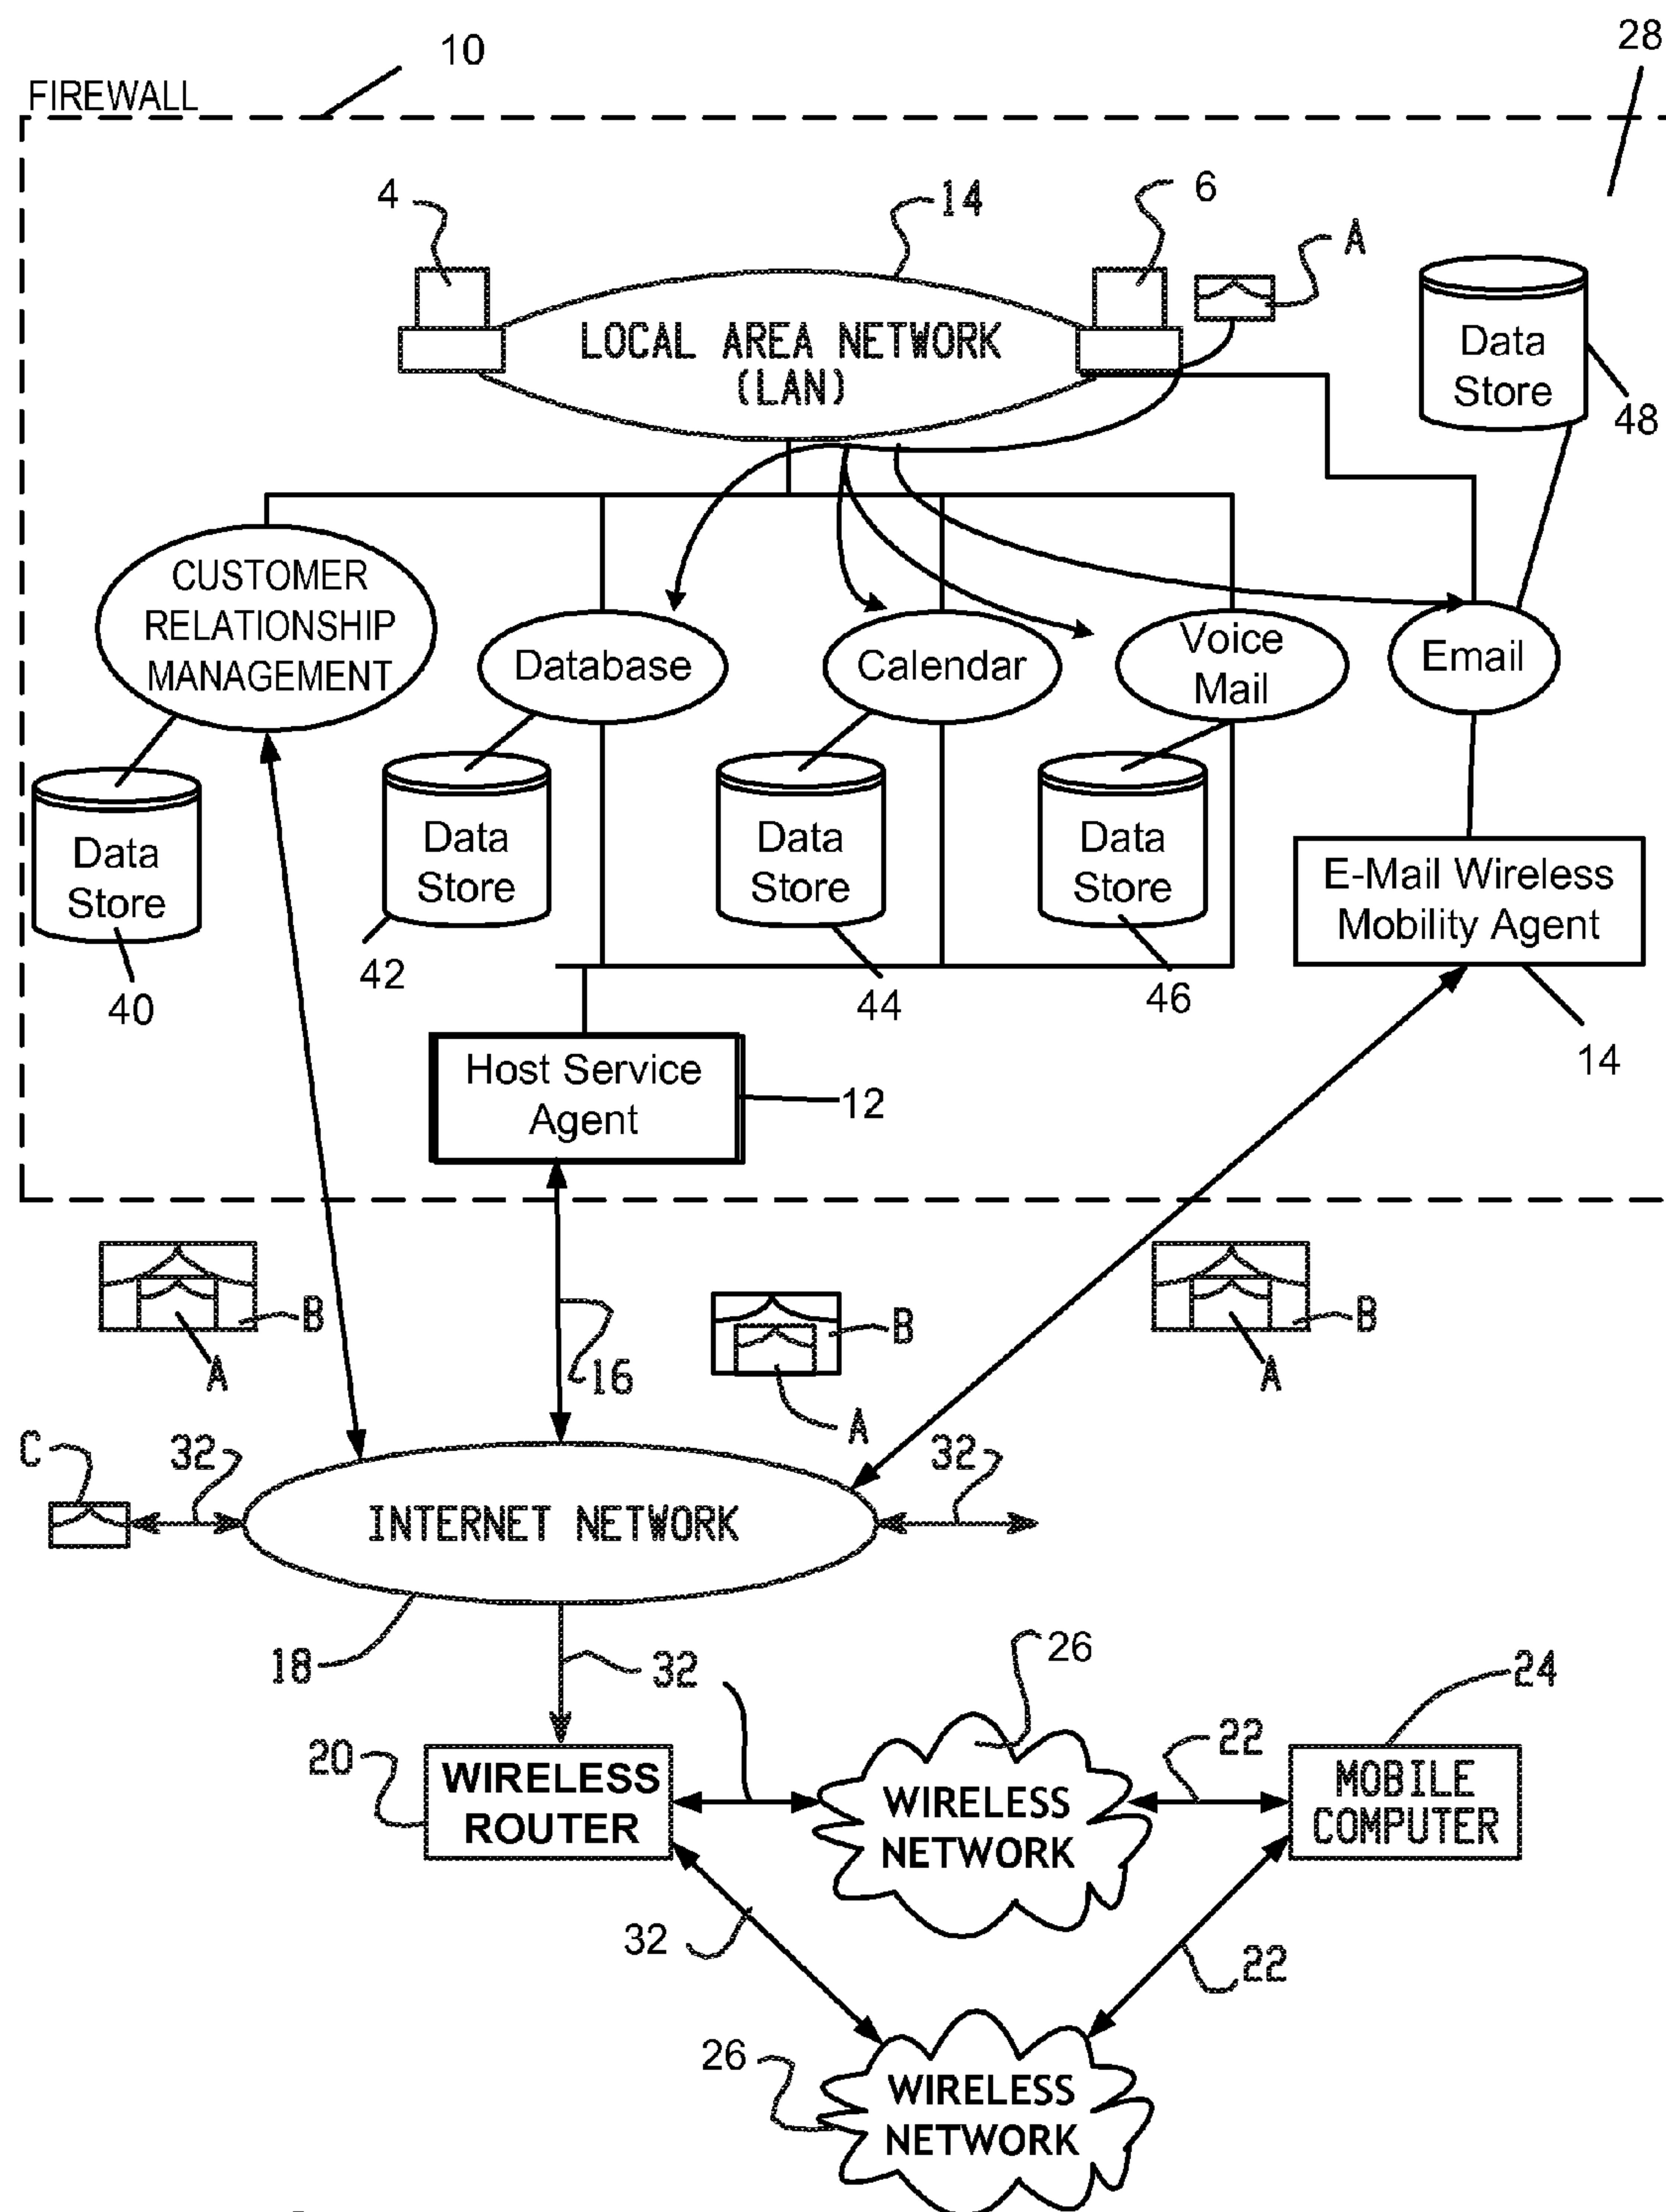 10
28
FIREWALL
4
14
6
A
LOCAL AREA NETWORK
(LAN)
Data
Store
48
CUSTOMER
RELATIONSHIP
MANAGEMENT
Database
Calendar
Voice
Mail
Email
Data
Store
40
Data
Store
42
Data
Store
44
Data
Store
46
E-Mail Wireless
Mobility Agent
14
Host Service
Agent
12
B
A
16
B
A
B
A
C
32
32
INTERNET NETWORK
18
32
26
24
20
WIRELESS
ROUTER
WIRELESS
NETWORK
22
MOBILE
COMPUTER
32
22
26
WIRELESS
NETWORK